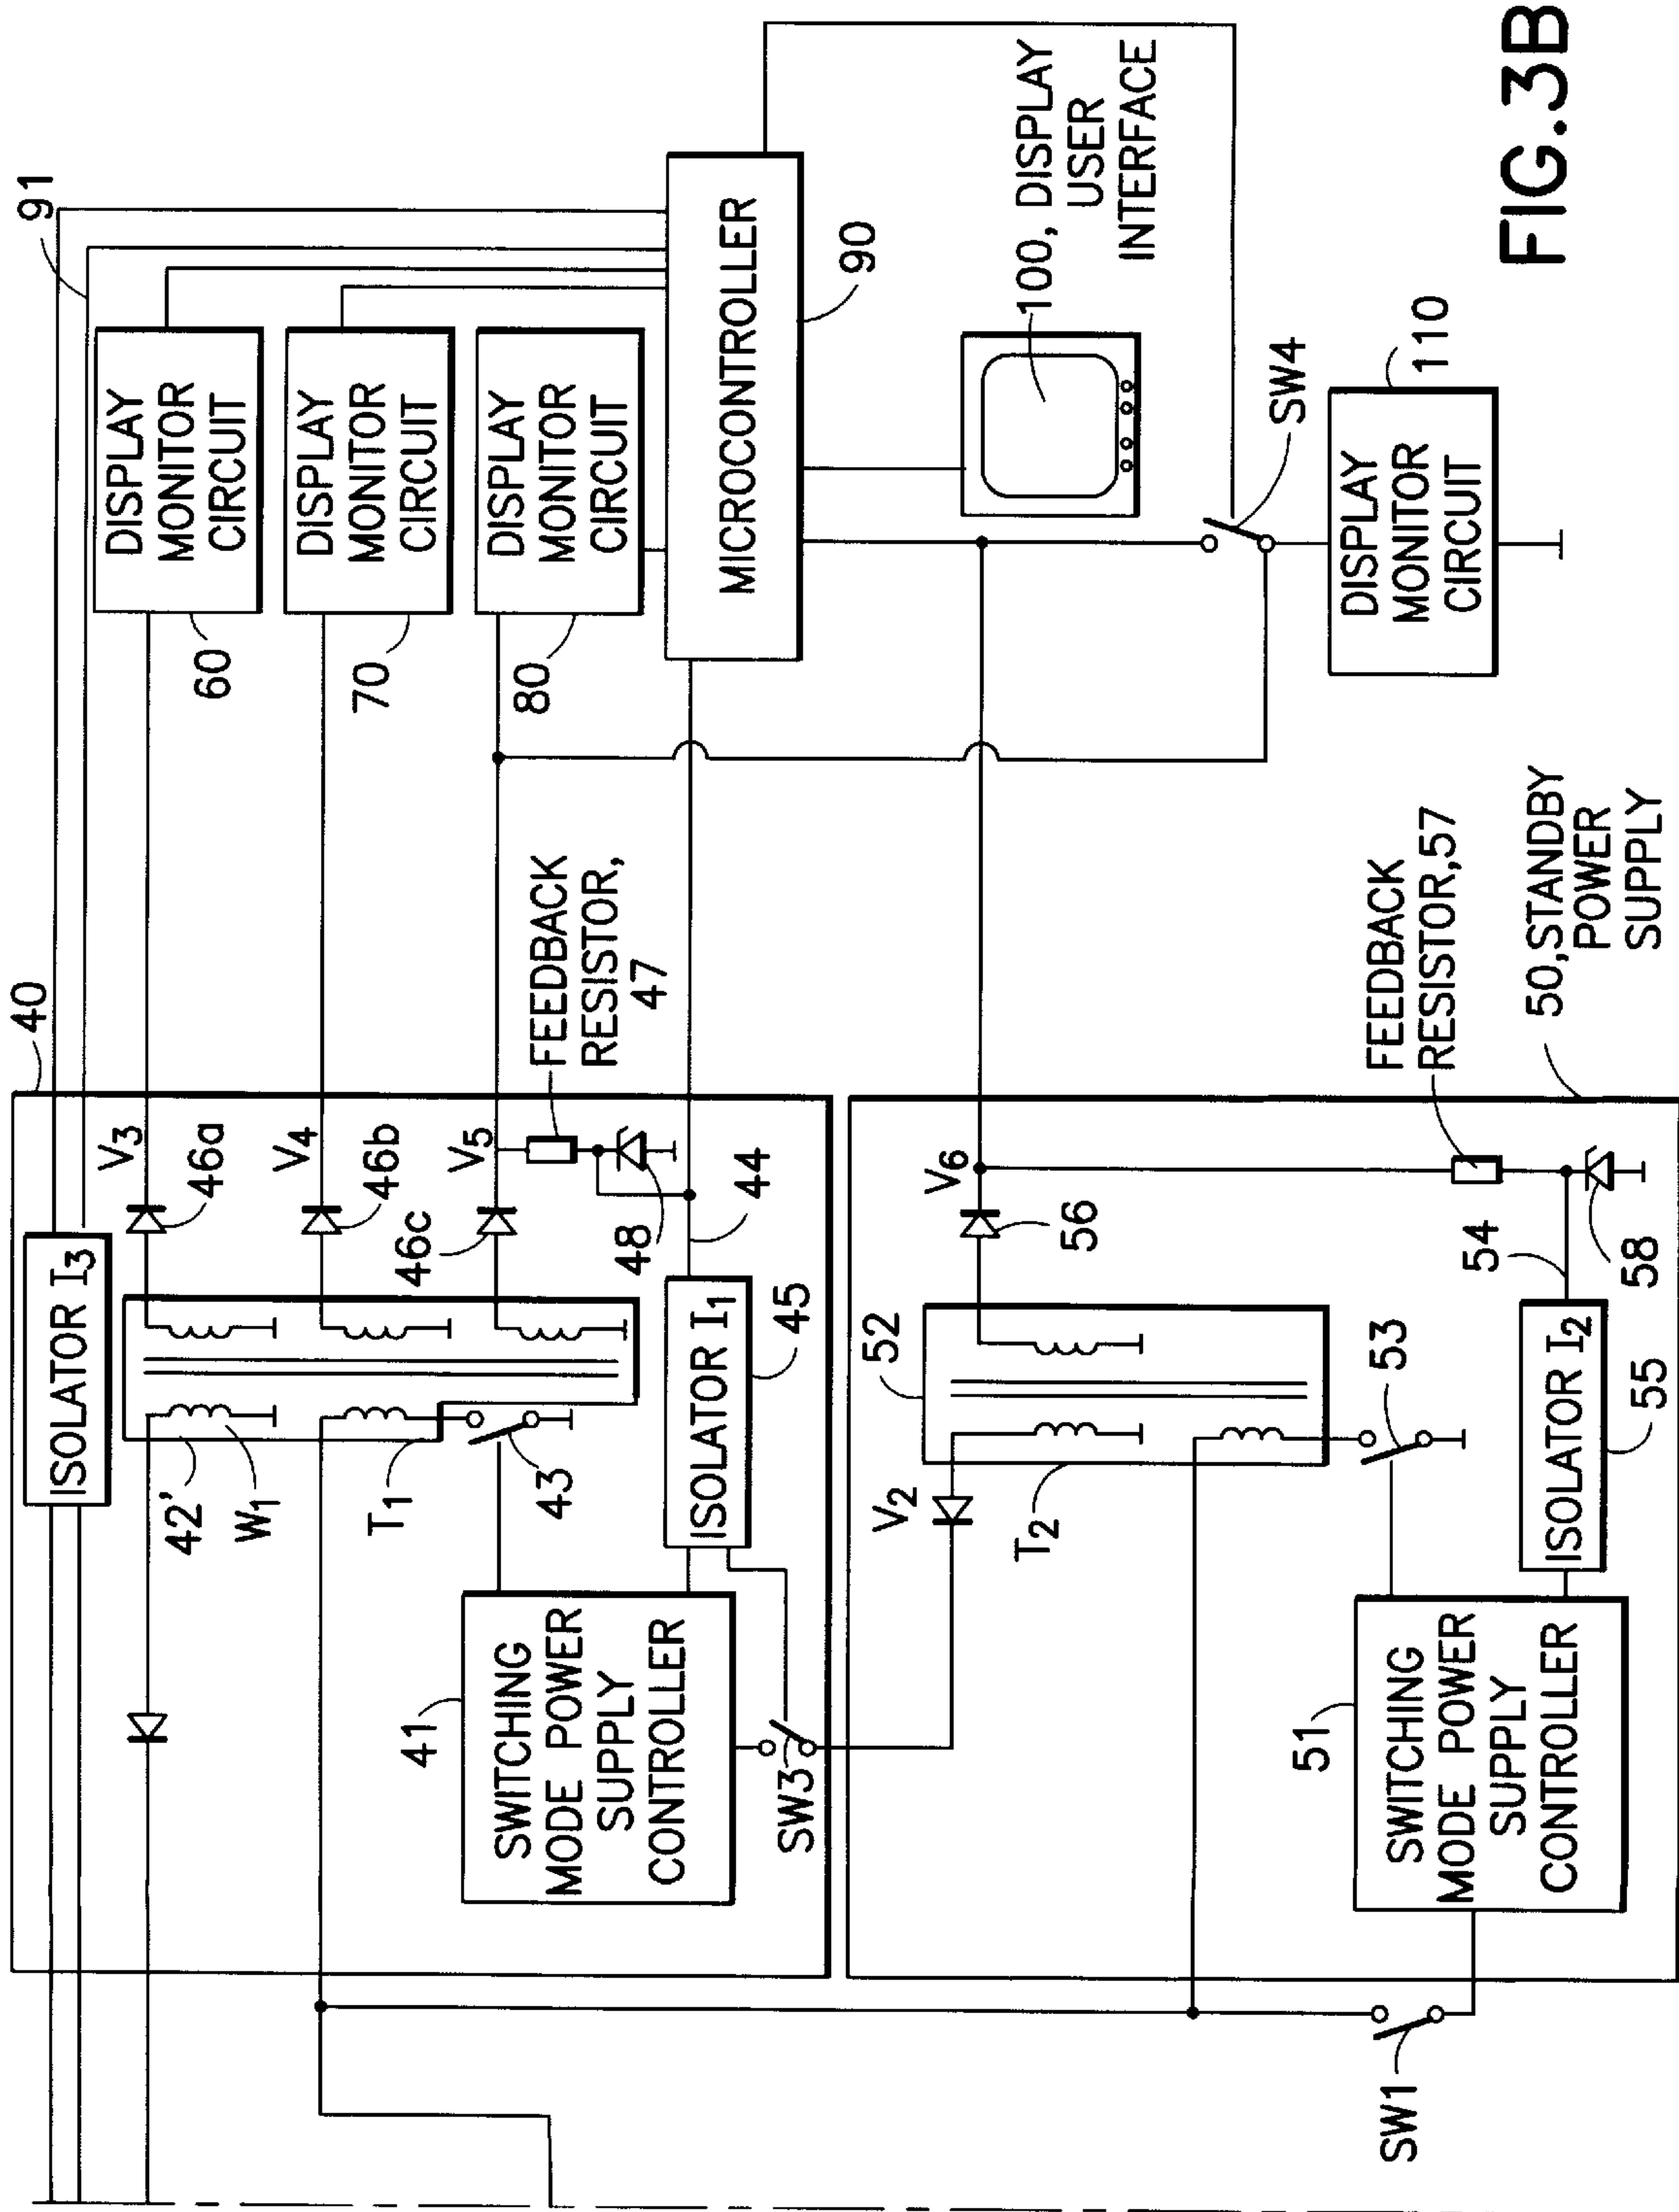 91
40
ISOLATOR I3
V3
46a
DISPLAY
MONITOR
CIRCUIT
60
42'
W1
V4
46b
DISPLAY
MONITOR
CIRCUIT
70
T1
43
46c
V5
FEEDBACK
RESISTOR,
47
DISPLAY
MONITOR
CIRCUIT
80
48
44
41
SWITCHING
MODE POWER
SUPPLY
CONTROLLER
ISOLATOR I1
45
MICROCONTROLLER
90
SW3
V2
52
V6
56
T2
100, DISPLAY
USER
INTERFACE
SW4
53
51
SWITCHING
MODE POWER
SUPPLY
CONTROLLER
ISOLATOR I2
55
54
58
FEEDBACK
RESISTOR,57
50,STANDBY
POWER
SUPPLY
DISPLAY
MONITOR
CIRCUIT
110
SW1
FIG.3B